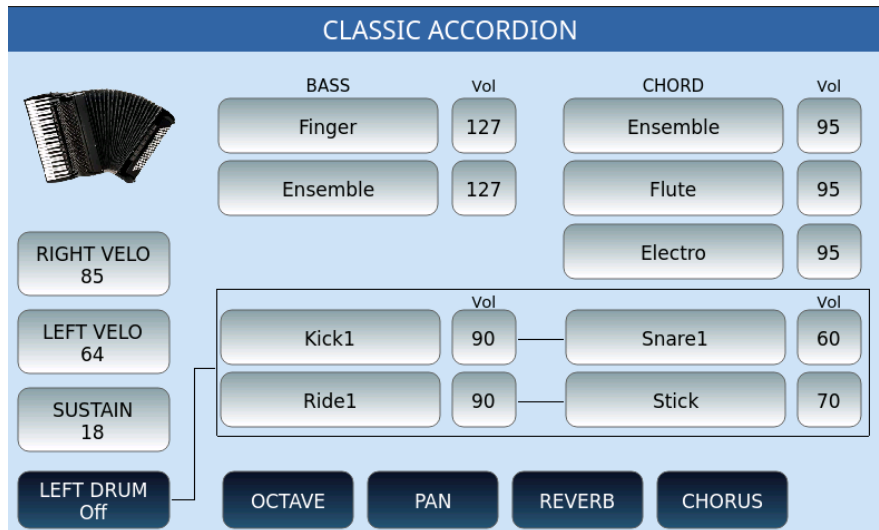 CLASSIC ACCORDION
BASS Vol CHORD Vol
Finger 127 Ensemble 95
Ensemble 127 Flute 95
Electro 95
RIGHT VELO
85
LEFT VELO
64
SUSTAIN
18
LEFT DRUM
Off
Vol Vol
Kick1 90 Snare1 60
Ride1 90 Stick 70
OCTAVE PAN REVERB CHORUS